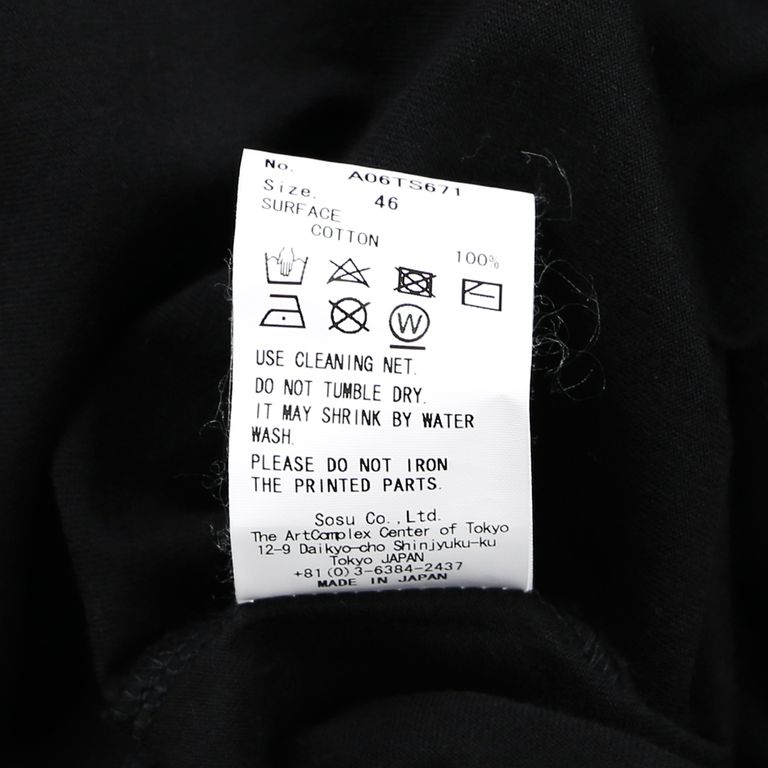 No. A06TS671
Size. 46
SURFACE
COTTON 100%
W
USE CLEANING NET.
DO NOT TUMBLE DRY.
IT MAY SHRINK BY WATER
WASH.
PLEASE DO NOT IRON
THE PRINTED PARTS.
Sosu Co.,Ltd.
The ArtComplex Center of Tokyo
12-9 Daikyo-cho Shinjyuku-ku
Tokyo JAPAN
+81(0)3-6384-2437
MADE IN JAPAN